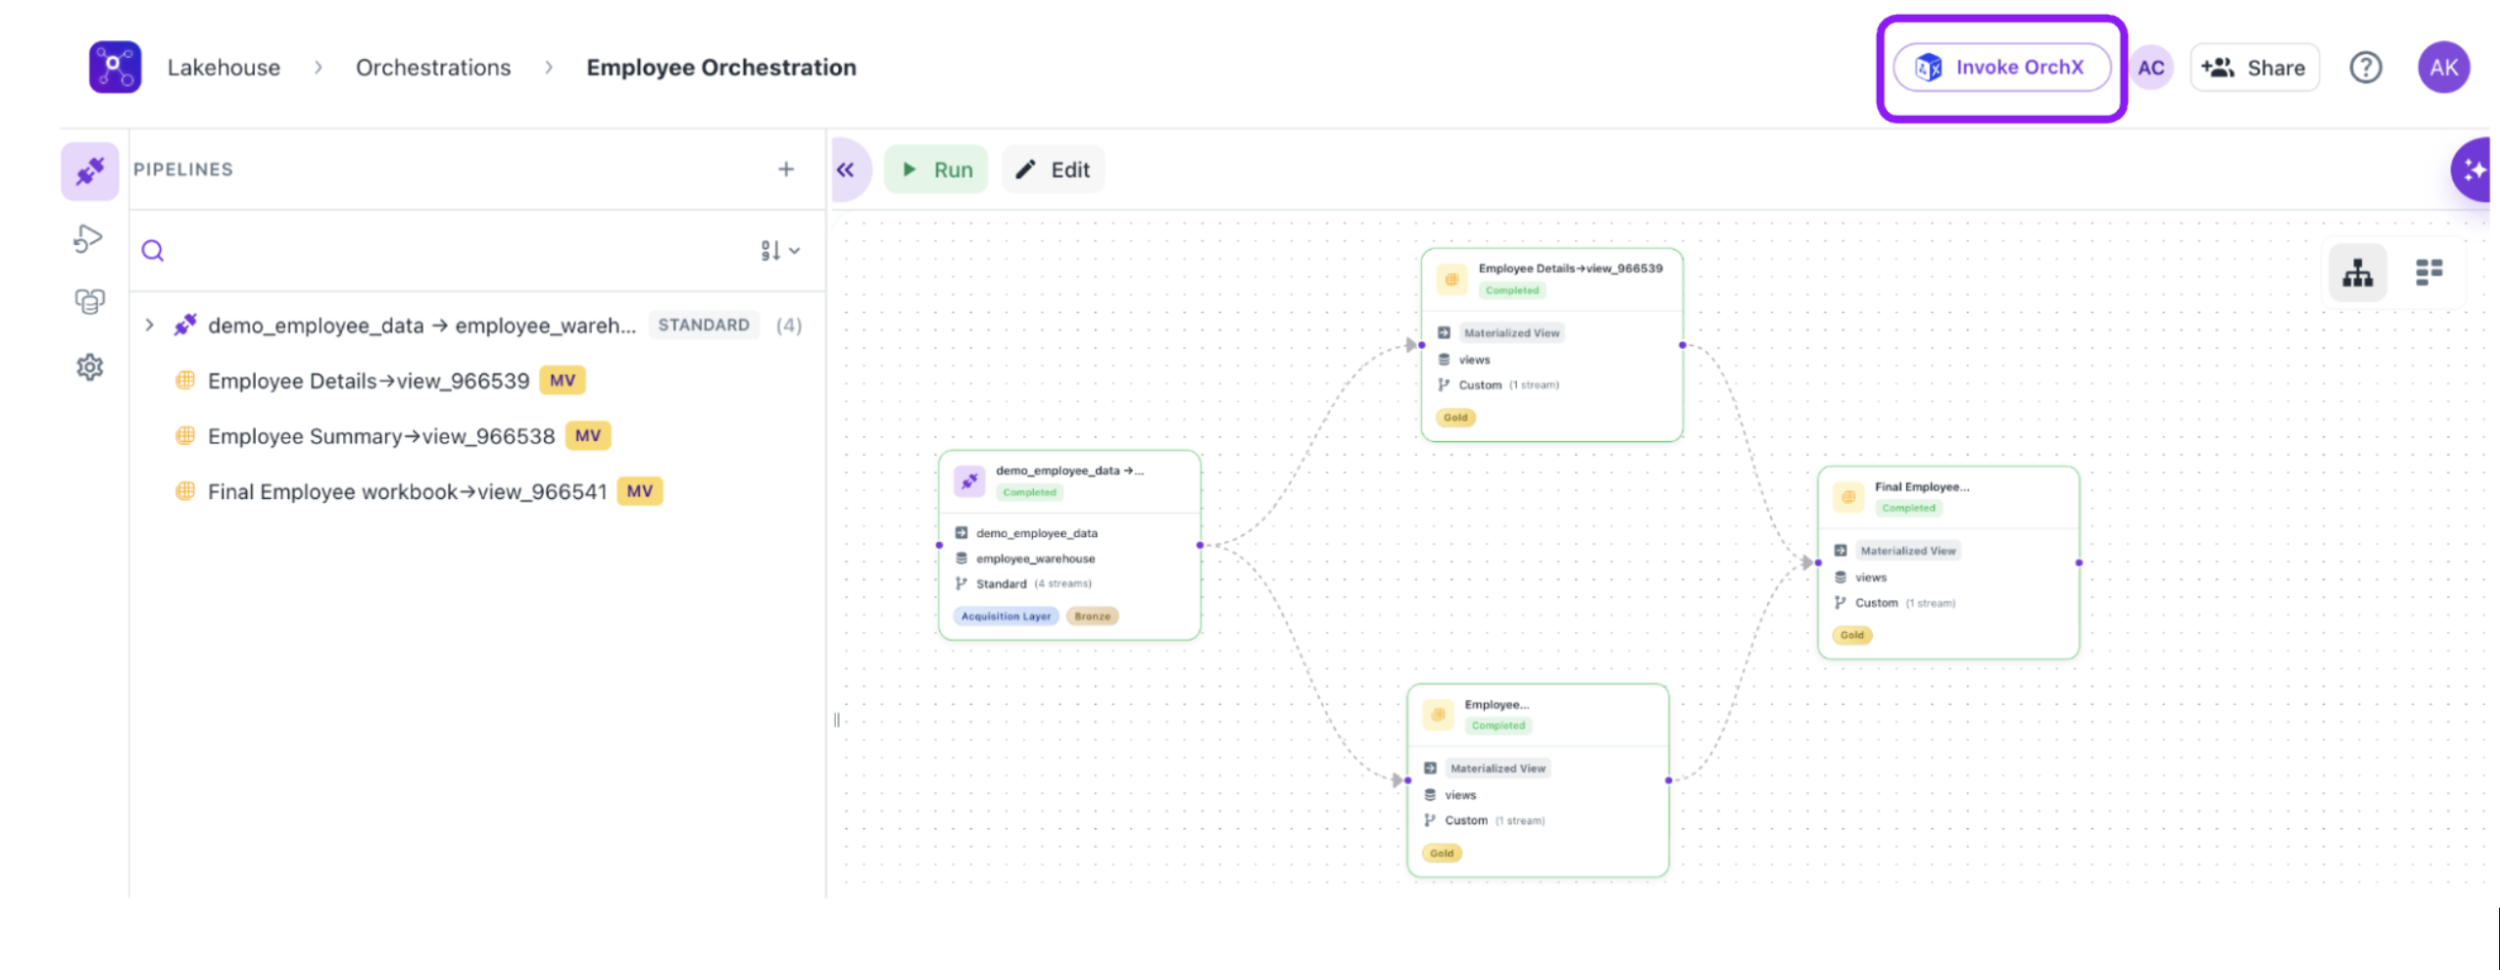 Lakehouse > Orchestrations > Employee Orchestration
Invoke OrchX
AC
Share
AK
PIPELINES
Run
Edit
demo_employee_data → employee_wareh... STANDARD (4)
Employee Details→view_966539 MV
Employee Summary→view_966538 MV
Final Employee workbook→view_966541 MV
demo_employee_data →...
Completed
demo_employee_data
employee_warehouse
Standard (4 streams)
Acquisition Layer Bronze
Employee Details→view_966539
Completed
Materialized View
views
Custom (1 stream)
Gold
Employee...
Completed
Materialized View
views
Custom (1 stream)
Gold
Final Employee...
Completed
Materialized View
views
Custom (1 stream)
Gold